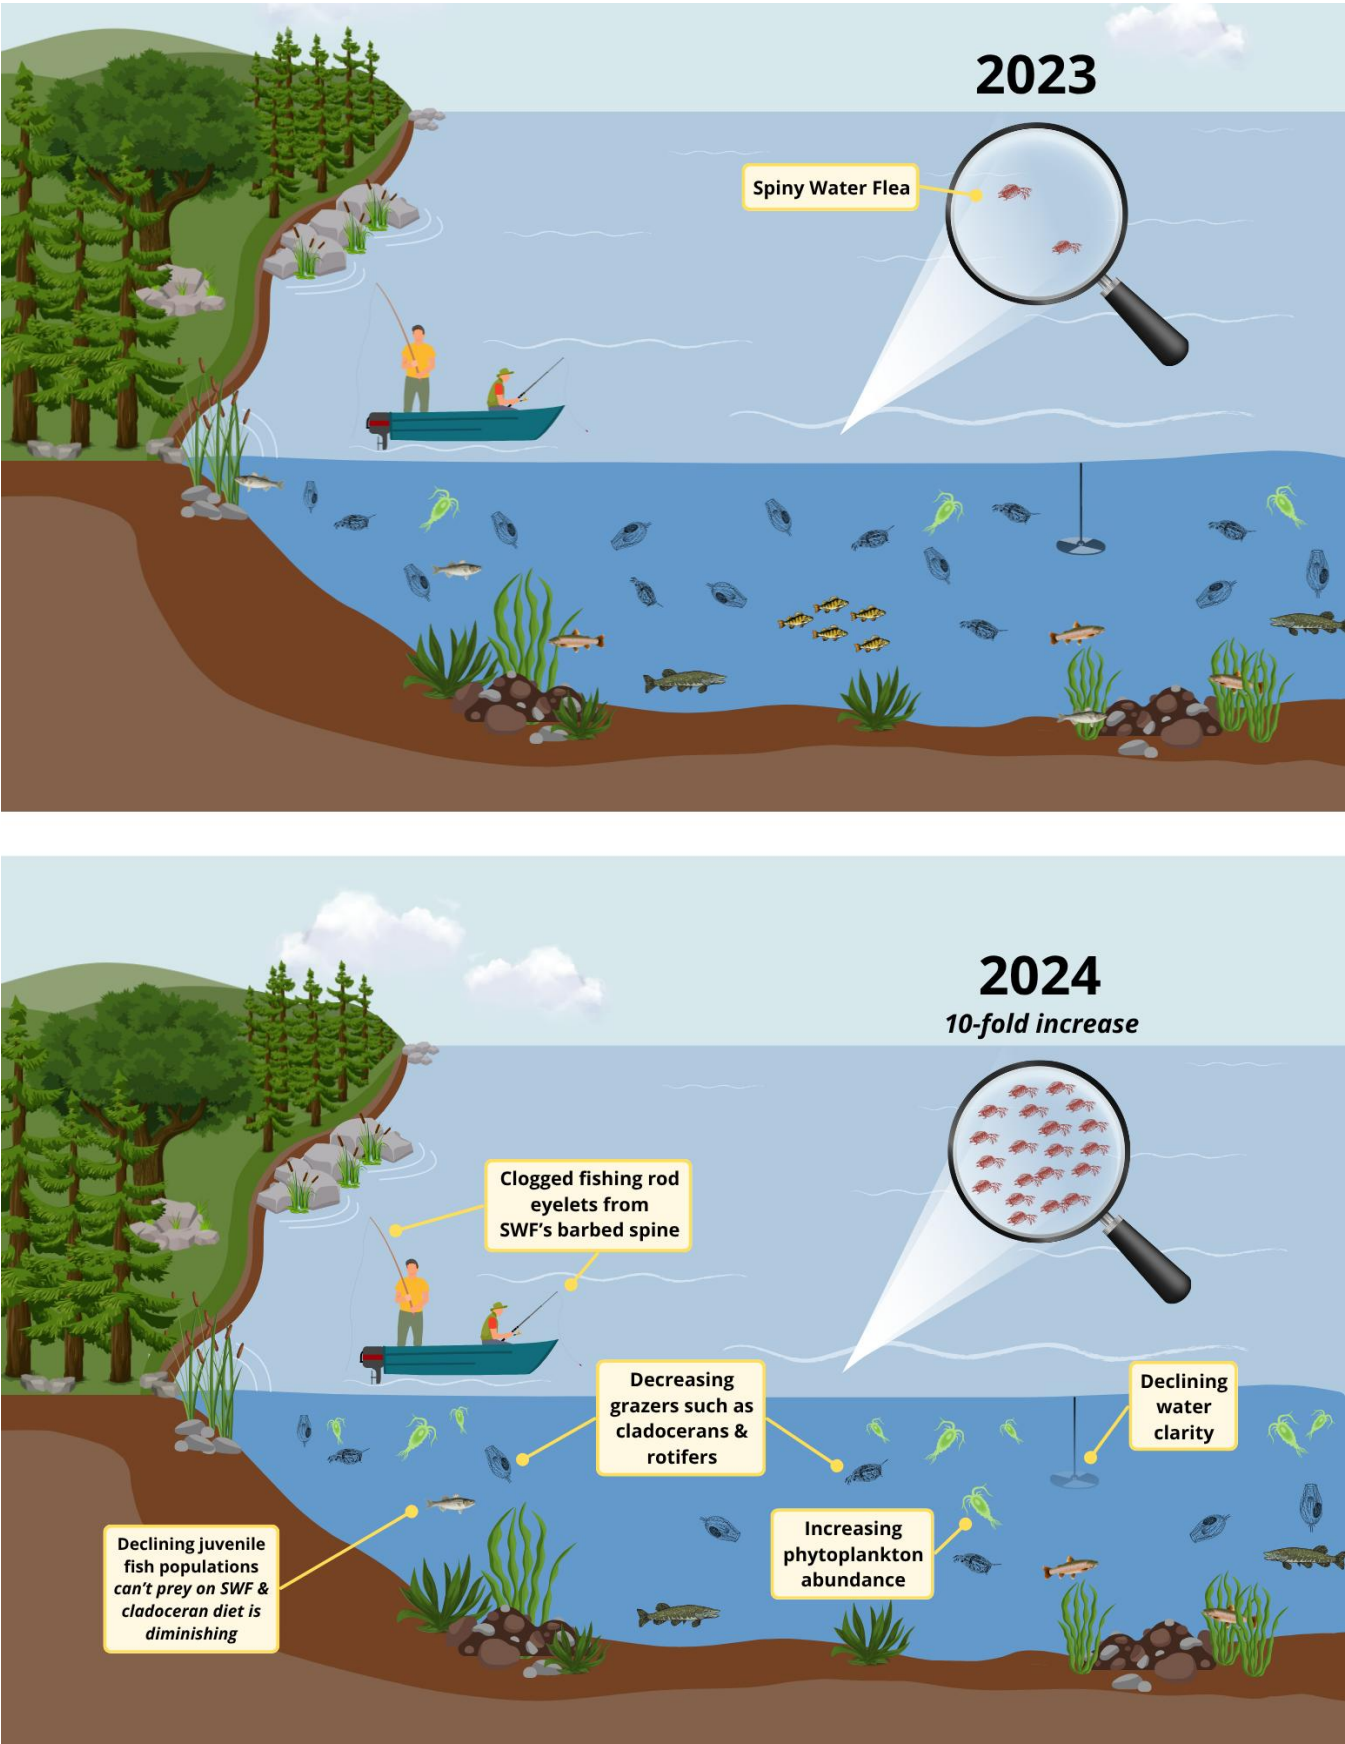 2023
Spiny Water Flea
2024
10-fold increase
Clogged fishing rod
eyelets from
SWF's barbed spine
Decreasing
grazers such as
cladocerans &
rotifers
Declining
water
clarity
Increasing
phytoplankton
abundance
Declining juvenile
fish populations
can't prey on SWF &
cladoceran diet is
diminishing